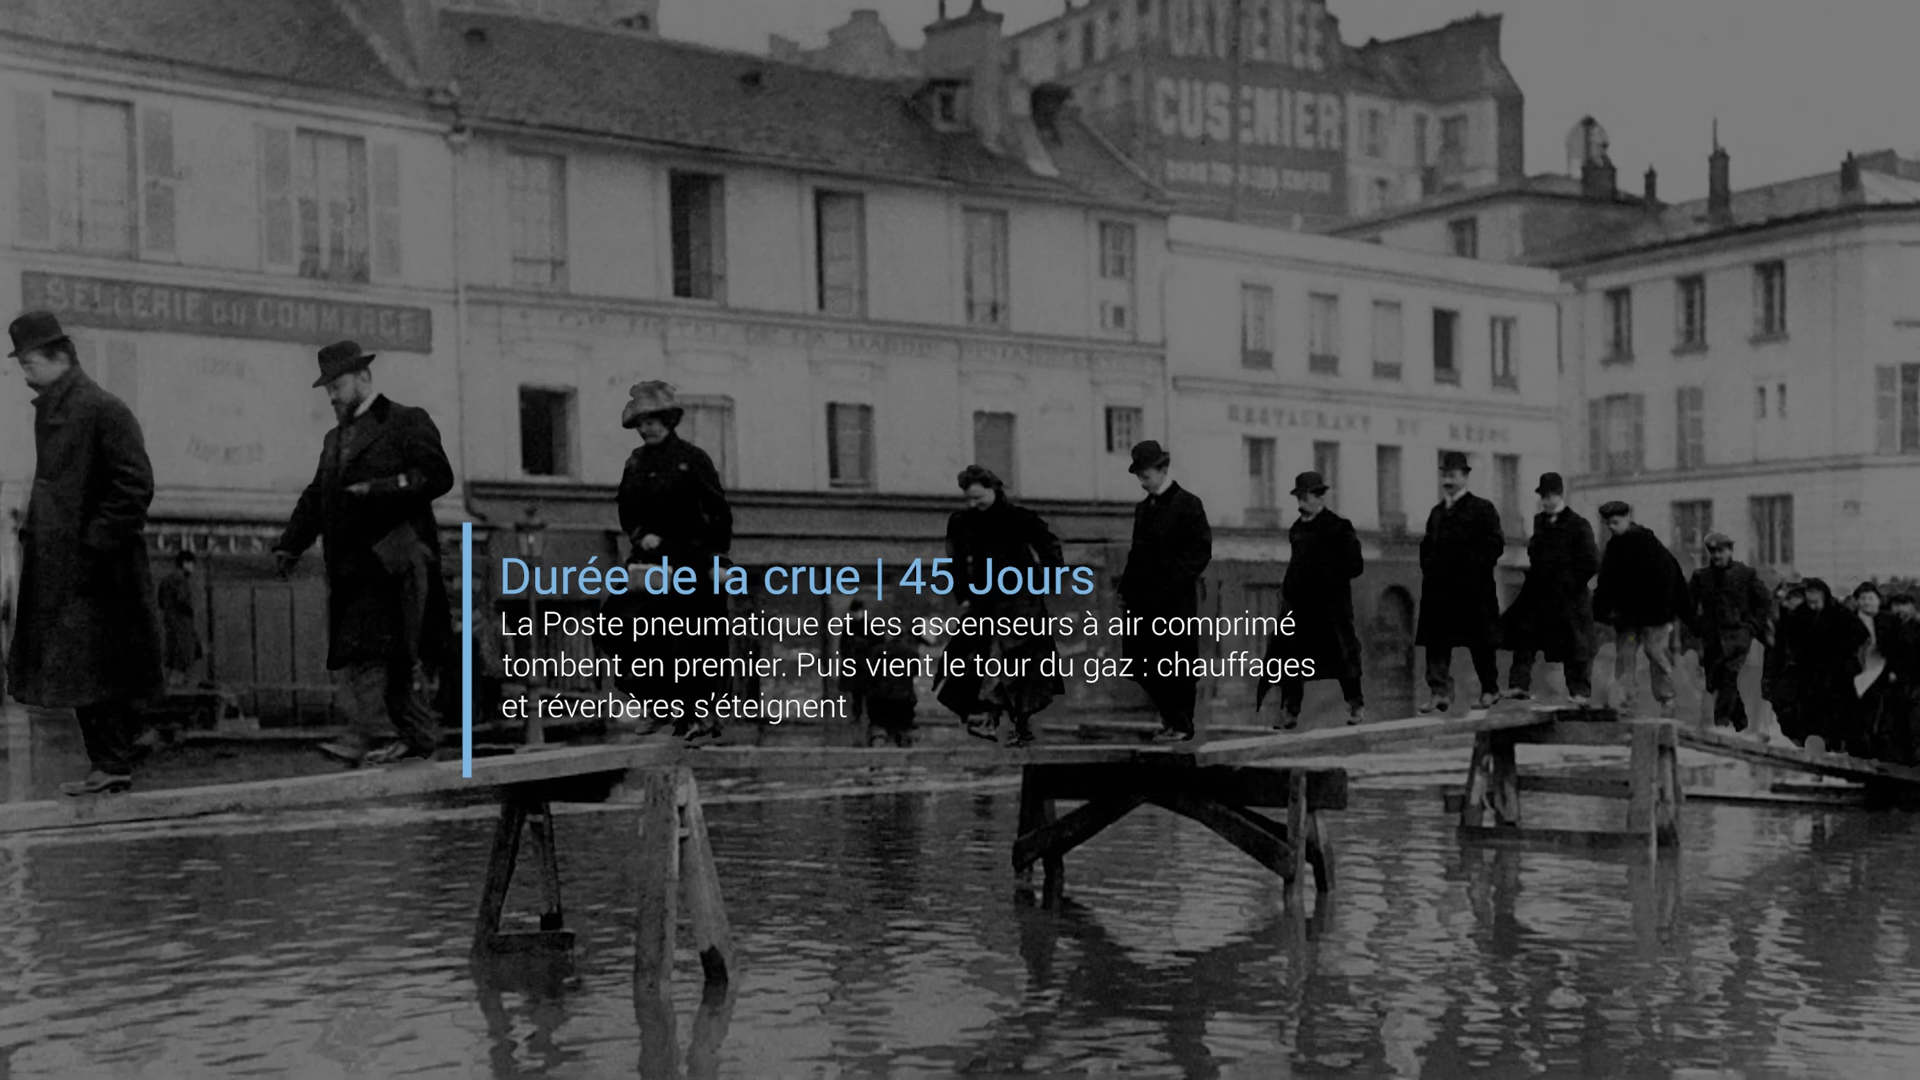 CUSENIER
SELLERIE DU COMMERCE
RESTAURANT DU
Durée de la crue | 45 Jours
La Poste pneumatique et les ascenseurs à air comprimé
tombent en premier. Puis vient le tour du gaz : chauffages
et réverbères s’éteignent